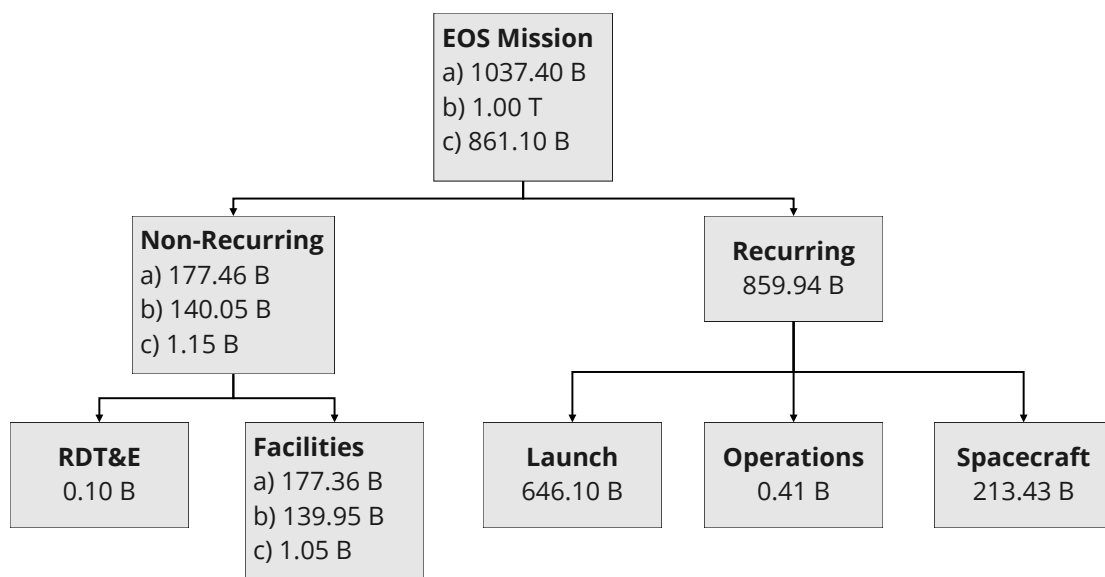 EOS Mission
a) 1037.40 B
b) 1.00 T
c) 861.10 B
Non-Recurring
a) 177.46 B
b) 140.05 B
c) 1.15 B
Recurring
859.94 B
RDT&E
0.10 B
Facilities
a) 177.36 B
b) 139.95 B
c) 1.05 B
Launch
646.10 B
Operations
0.41 B
Spacecraft
213.43 B